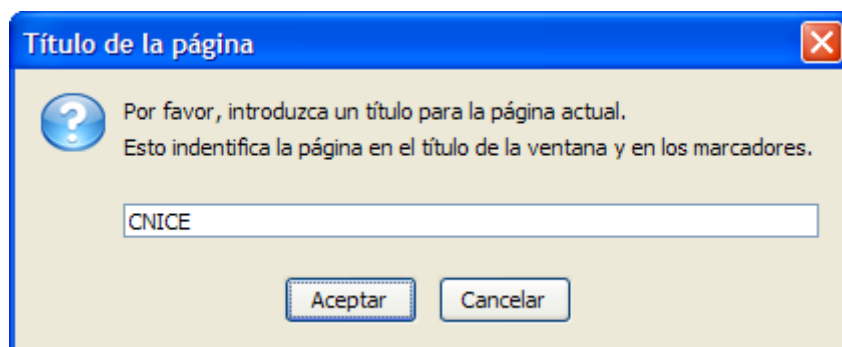 Título de la página
Por favor, introduzca un título para la página actual.
Esto indentifica la página en el título de la ventana y en los marcadores.
CNICE
Aceptar Cancelar